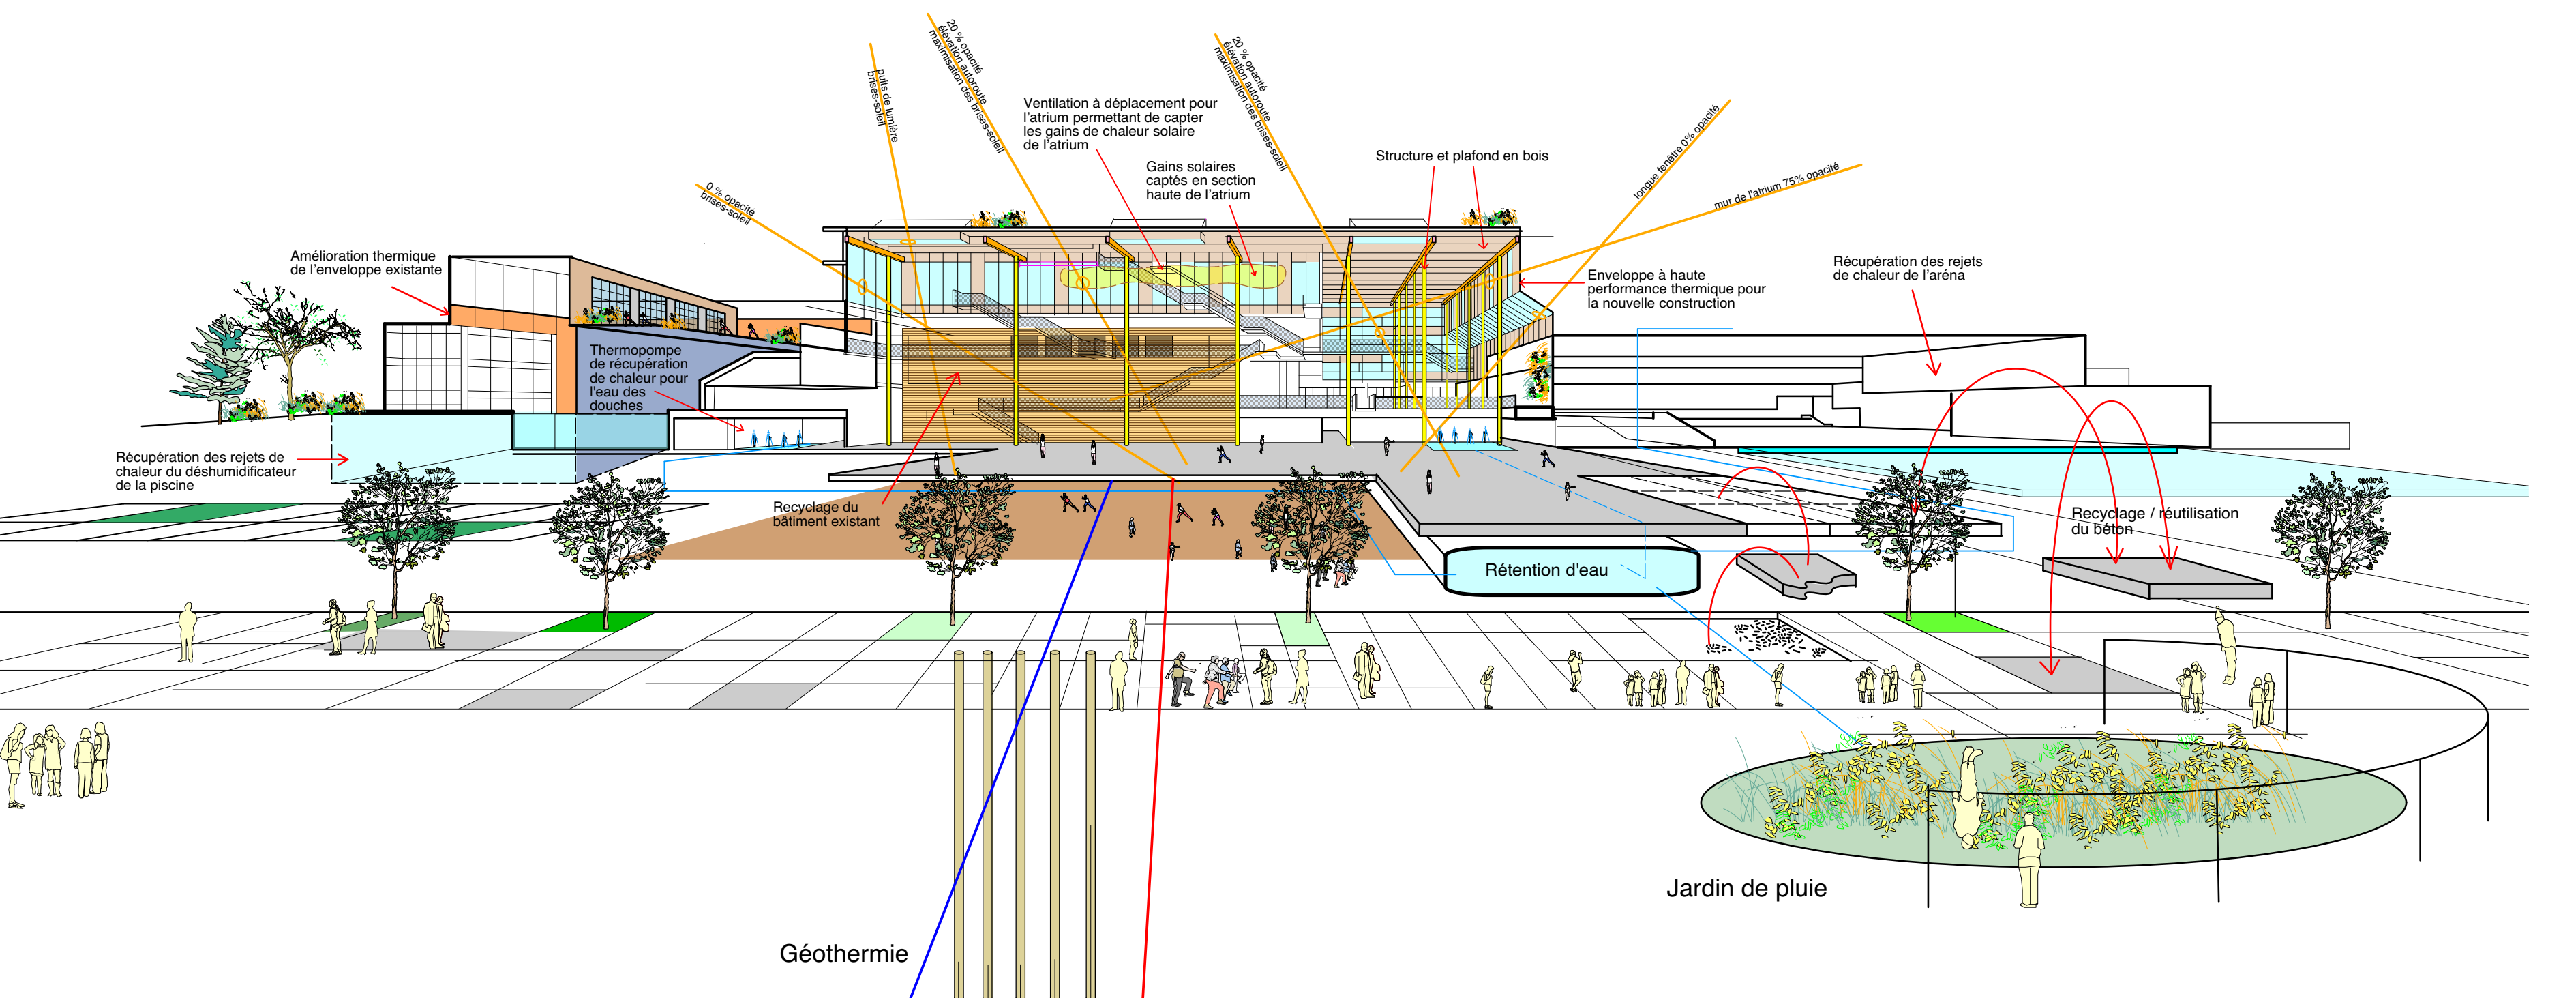 20 % opacité
élévation autoroute
maximisation des brises-soleil
20 % opacité
élévation autoroute
maximisation des brises-soleil
puits de lumière
brises-soleil
Ventilation à déplacement pour
l'atrium permettant de capter
les gains de chaleur solaire
de l'atrium
longue fenêtre 0% opacité
Structure et plafond en bois
Gains solaires
captés en section
haute de l'atrium
mur de l'atrium 75% opacité
0 % opacité
brises-soleil
Amélioration thermique
de l'enveloppe existante
Récupération des rejets
de chaleur de l'aréna
Enveloppe à haute
performance thermique pour
la nouvelle construction
Thermopompe
de récupération
de chaleur pour
l'eau des
douches
Récupération des rejets de
chaleur du déshumidificateur
de la piscine
Recyclage du
bâtiment existant
Recyclage / réutilisation
du béton
Rétention d'eau
Jardin de pluie
Géothermie